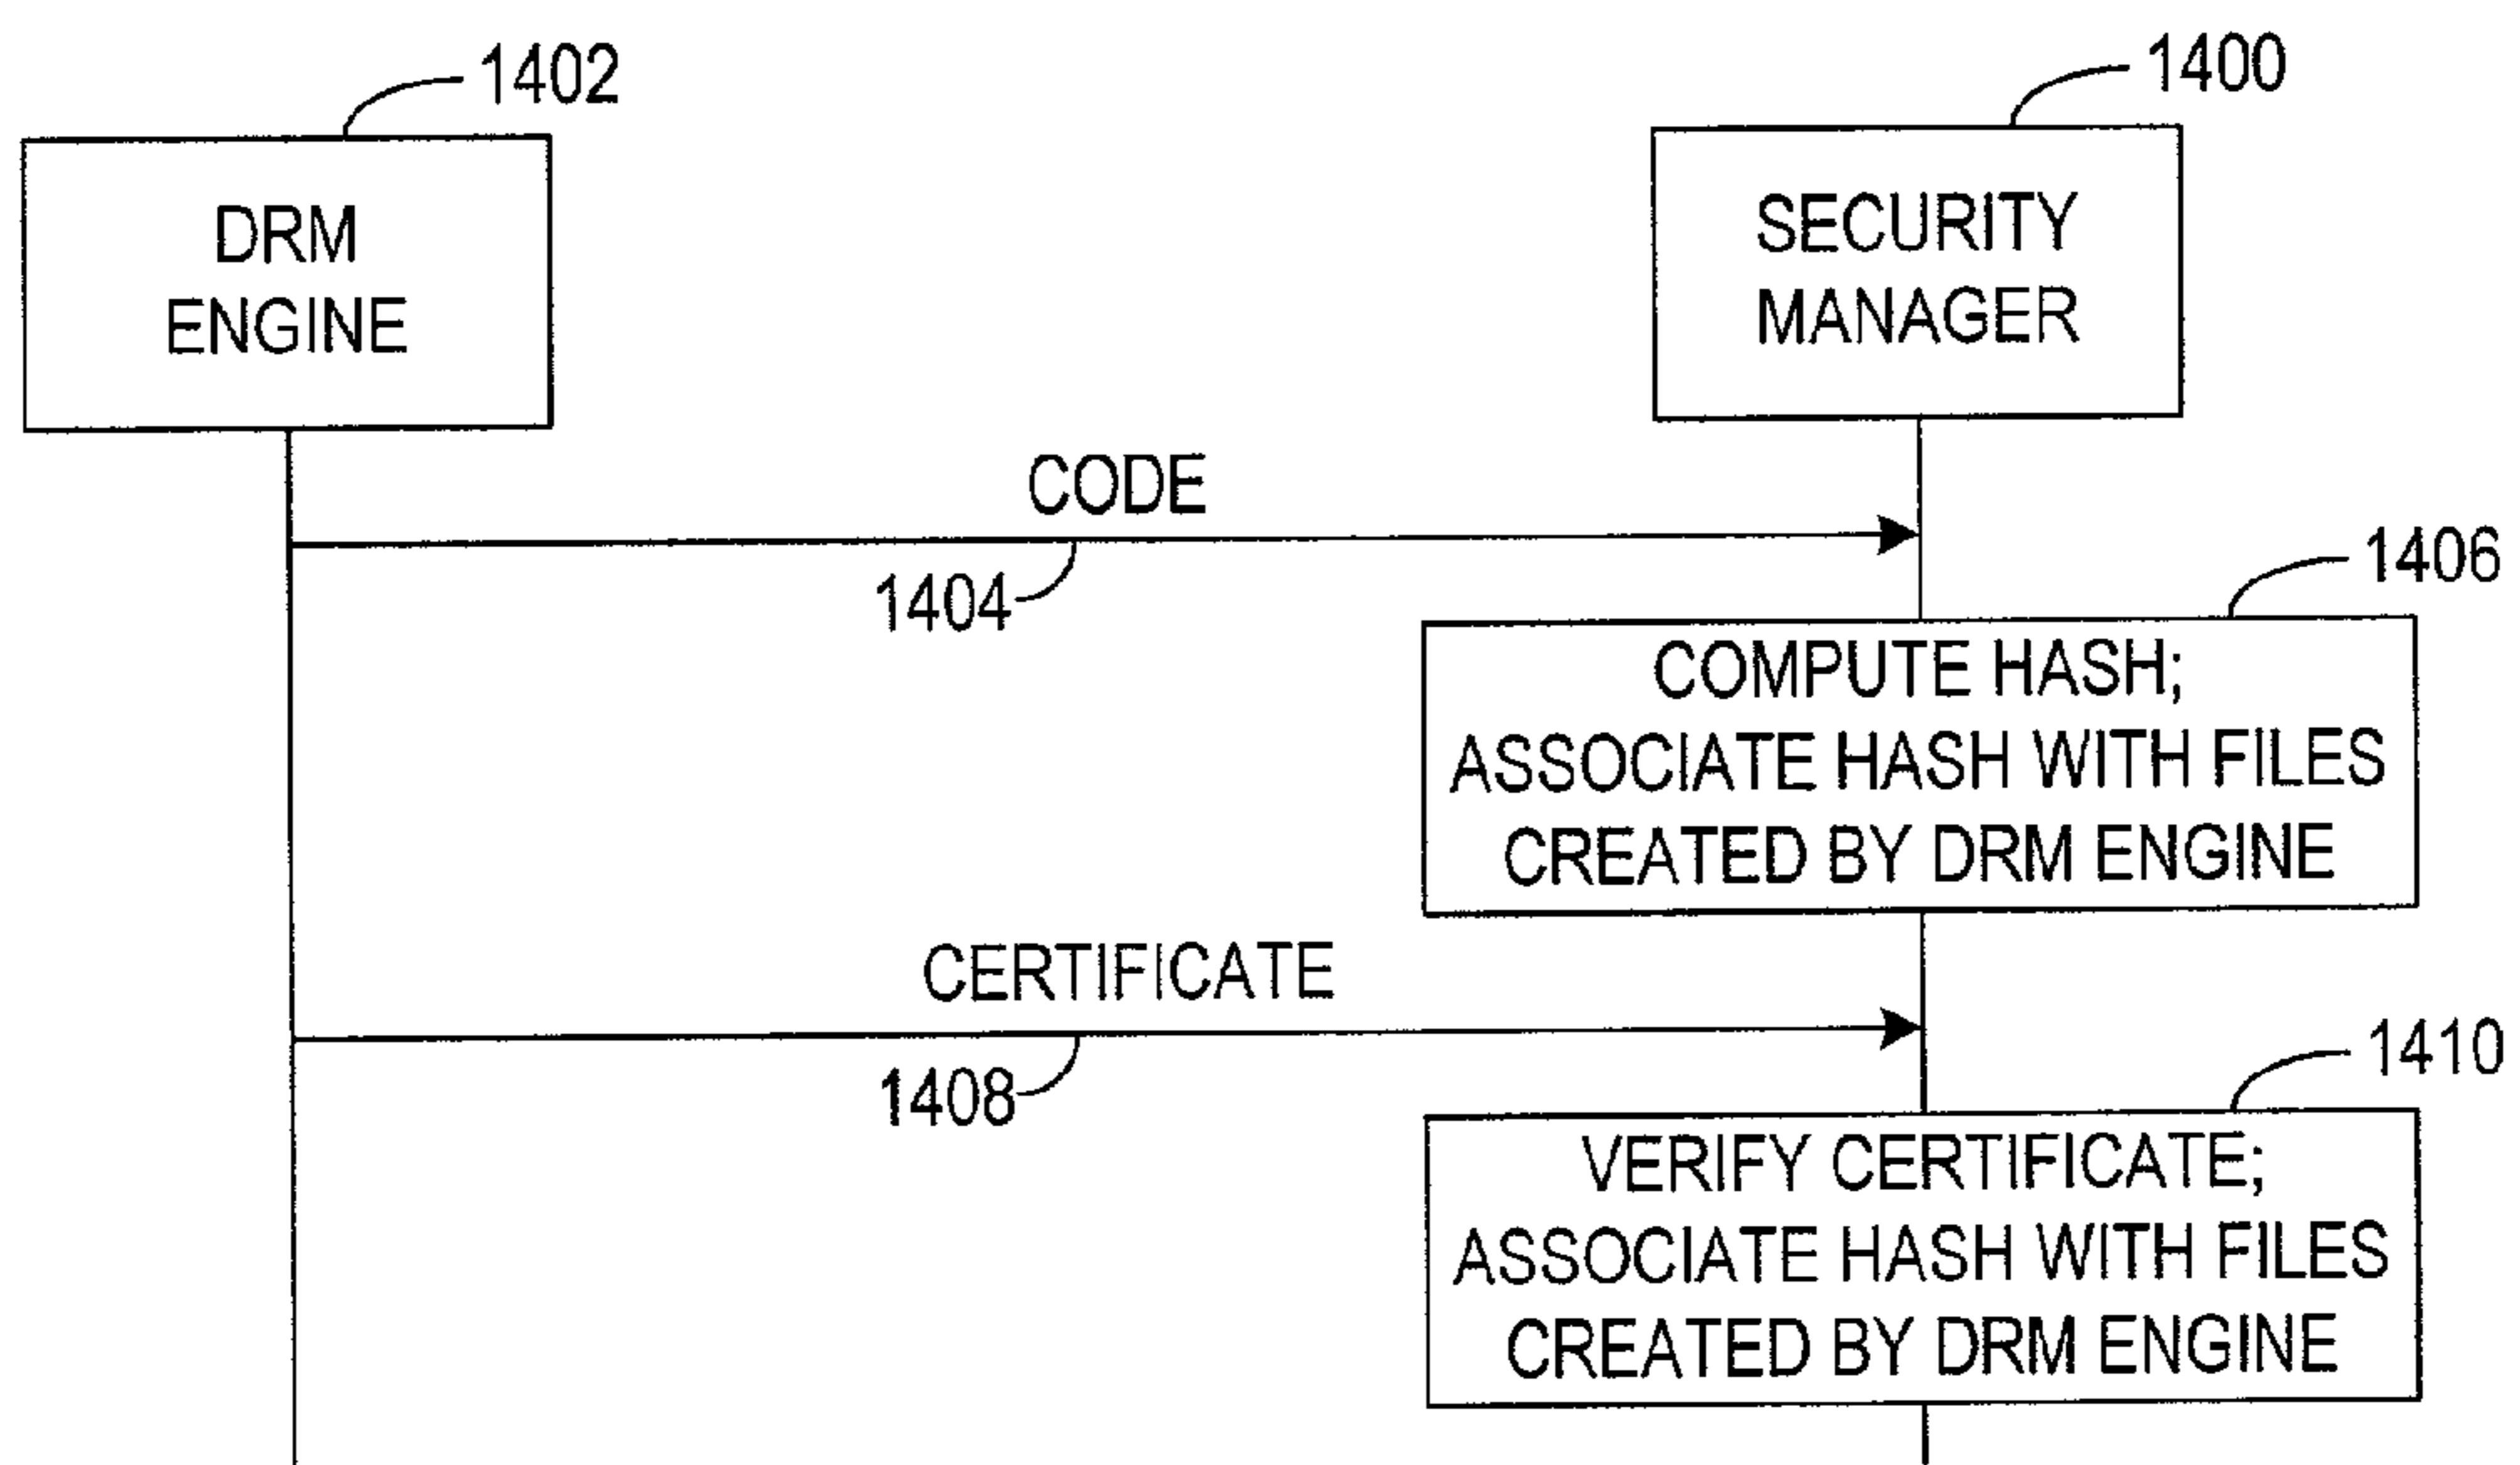 1402
1400
DRM
ENGINE
SECURITY
MANAGER
CODE
1404
1406
COMPUTE HASH;
ASSOCIATE HASH WITH FILES
CREATED BY DRM ENGINE
CERTIFICATE
1408
1410
VERIFY CERTIFICATE;
ASSOCIATE HASH WITH FILES
CREATED BY DRM ENGINE